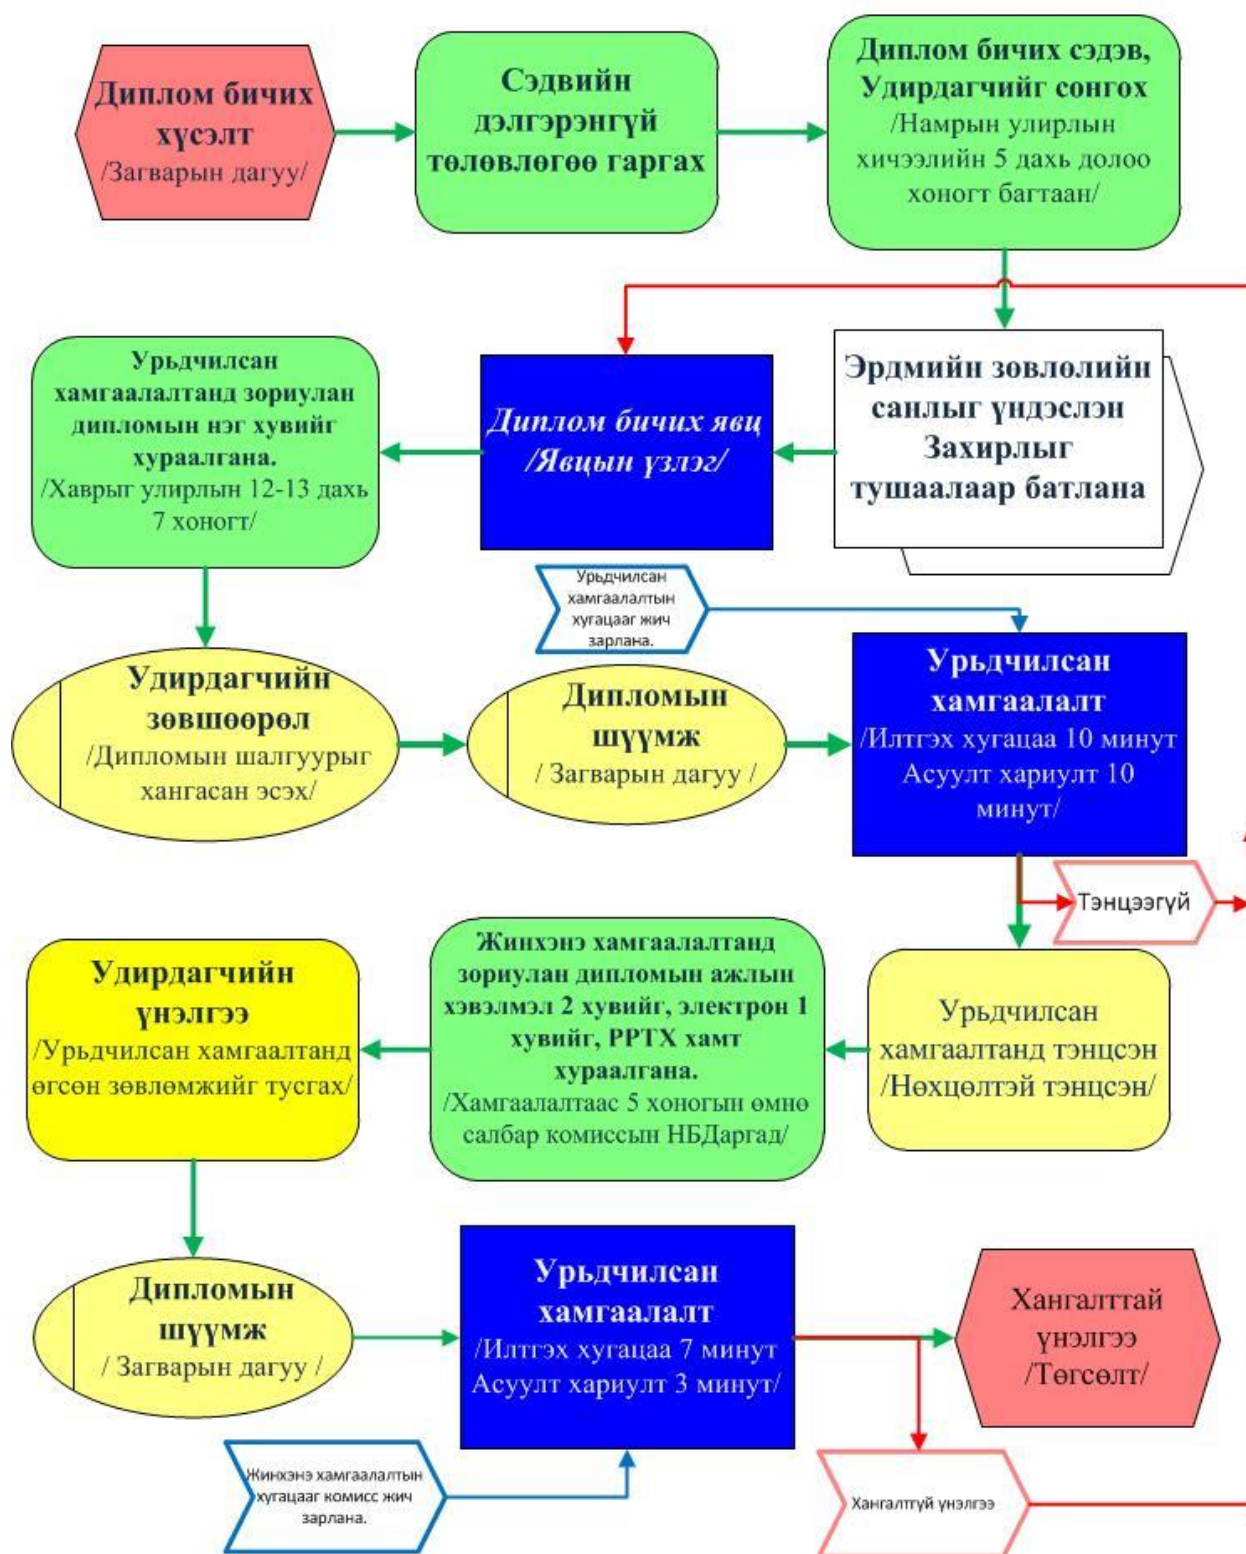 Диплом бичих
хүсэлт
/Загварын дагуу/
Сэдвийн
дэлгэрэнгүй
төлөвлөгөө гаргах
Диплом бичих сэдэв,
Удирдагчийг сонгох
/Намрын улирлын
хичээлийн 5 дахь долоо
хоногт багтаан/
Эрдмийн зөвлөлийн
санлыг үндэслэн
Захирлыг
тушаалаар батлана
Диплом бичих явц
/Явцын үзлэг/
Урьдчилсан
хамгаалалтанд зориулан
дипломын нэг хувийг
хураалгана.
/Хаврыг улирлын 12-13 дахь
7 хоногт/
Урьдчилсан
хамгаалалтын
хугацааг жич
зарлана.
Удирдагчийн
зөвшөөрөл
/Дипломын шалгуурыг
хангасан эсэх/
Дипломын
шүүмж
/ Загварын дагуу /
Урьдчилсан
хамгаалалт
/Илтгэх хугацаа 10 минут
Асуулт хариулт 10
минут/
Тэнцээгүй
Урьдчилсан
хамгаалтанд тэнцсэн
/Нөхцөлтэй тэнцсэн/
Жинхэнэ хамгаалалтанд
зориулан дипломын ажлын
хэвэлмэл 2 хувийг, электрон 1
хувийг, PPTX хамт
хураалгана.
/Хамгаалалтаас 5 хоногын өмнө
салбар комиссын НБДаргад/
Удирдагчийн
үнэлгээ
/Урьдчилсан хамгаалтанд
өгсөн зөвлөмжийг тусгах/
Дипломын
шүүмж
/ Загварын дагуу /
Урьдчилсан
хамгаалалт
/Илтгэх хугацаа 7 минут
Асуулт хариулт 3 минут/
Хангалттай
үнэлгээ
/Төгсөлт/
Жинхэнэ хамгаалалтын
хугацааг комисс жич
зарлана.
Хангалтгүй үнэлгээ